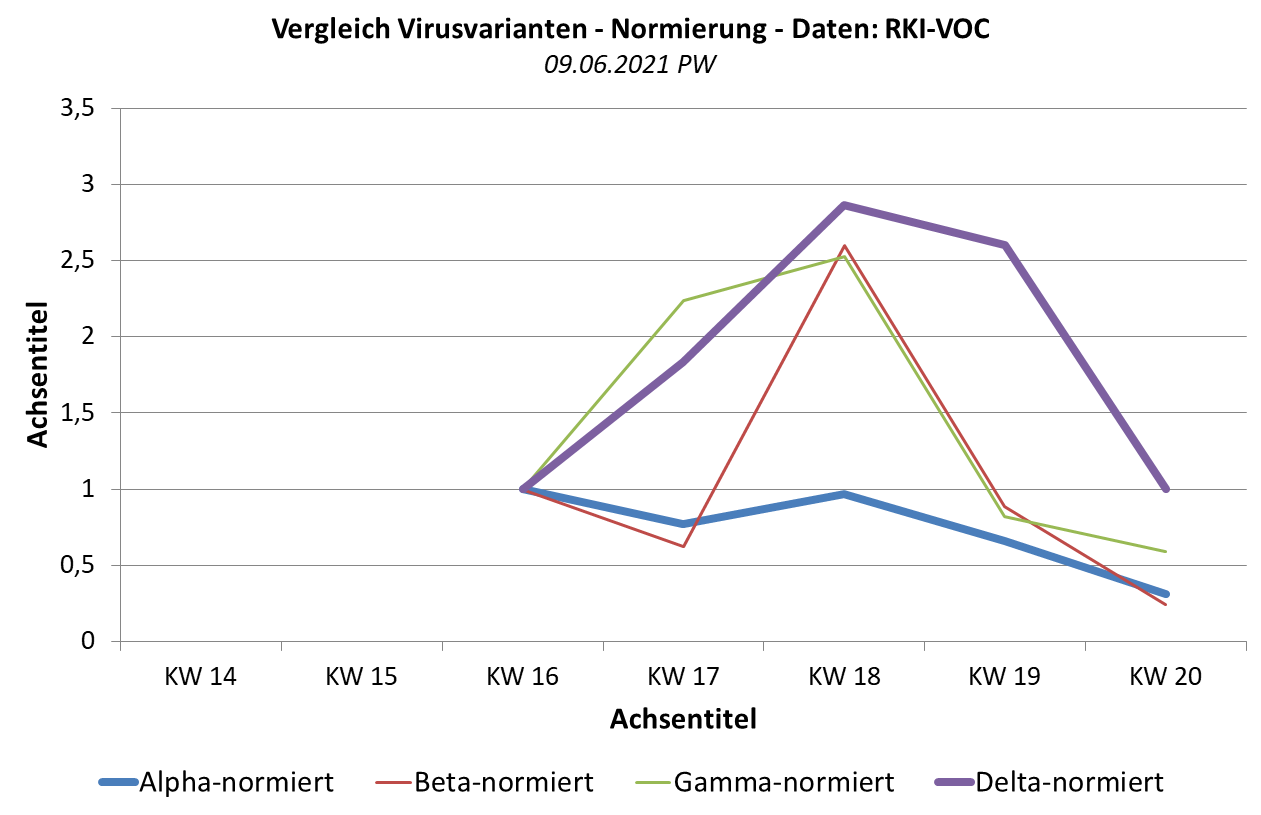 Vergleich Virusvarianten - Normierung - Daten: RKI-VOC
09.06.2021 PW
3,5
3
2,5
2
1,5
1
0,5
0
Achsentitel
KW 14 KW 15 KW 16 KW 17 KW 18 KW 19 KW 20
Achsentitel
Alpha-normiert Beta-normiert Gamma-normiert Delta-normiert